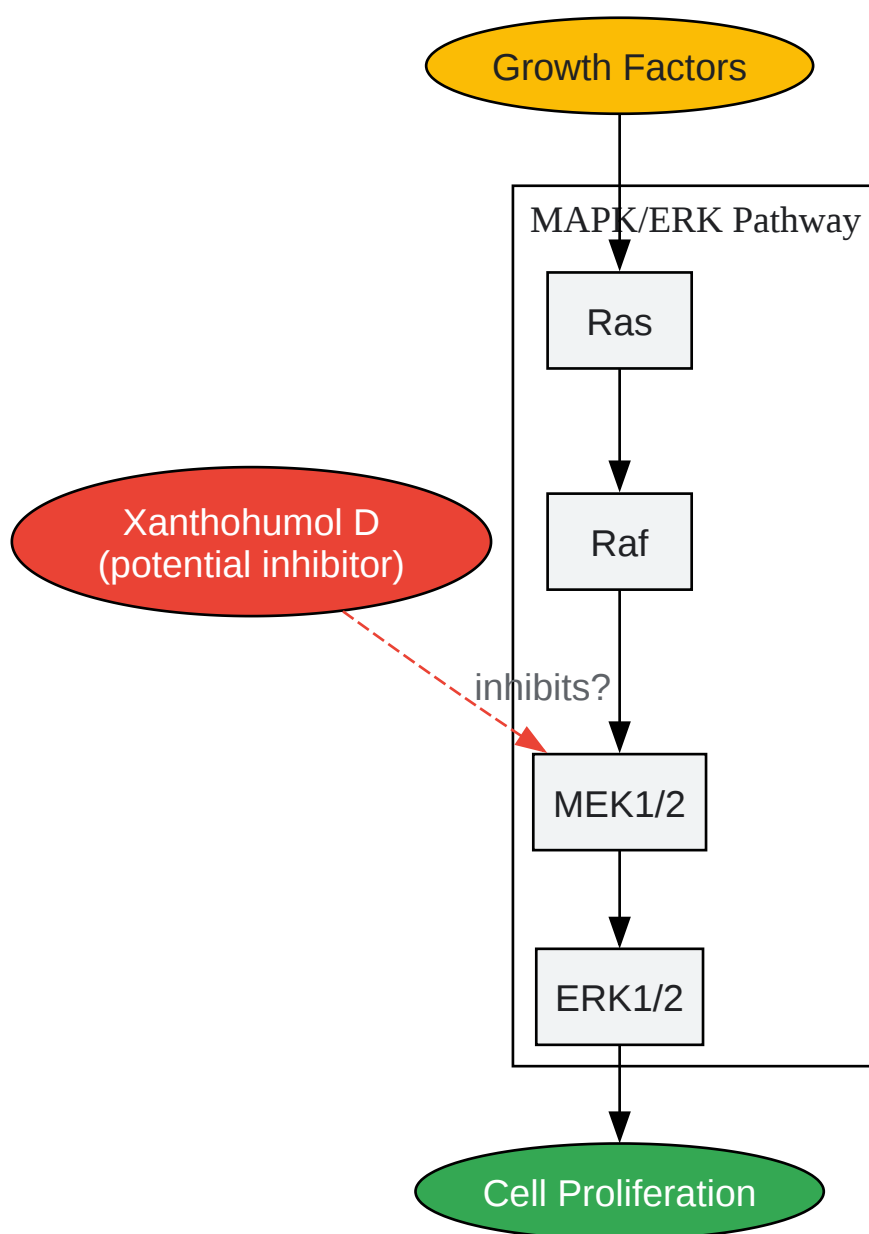 Growth Factors
MAPK/ERK Pathway
Ras
Xanthohumol D
(potential inhibitor)
Raf
inhibits?
MEK1/2
ERK1/2
Cell Proliferation